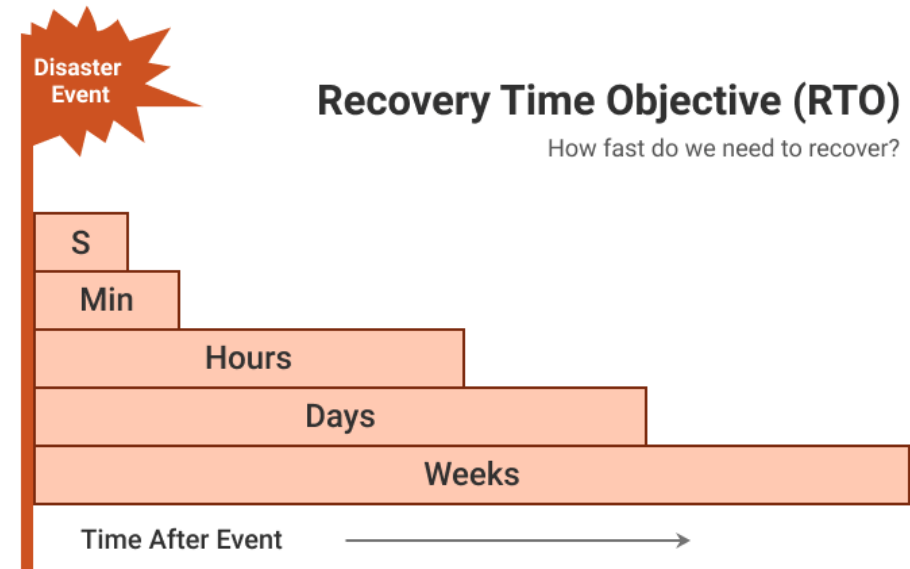 Disaster
Event
Recovery Time Objective (RTO)
How fast do we need to recover?
S
Min
Hours
Days
Weeks
Time After Event